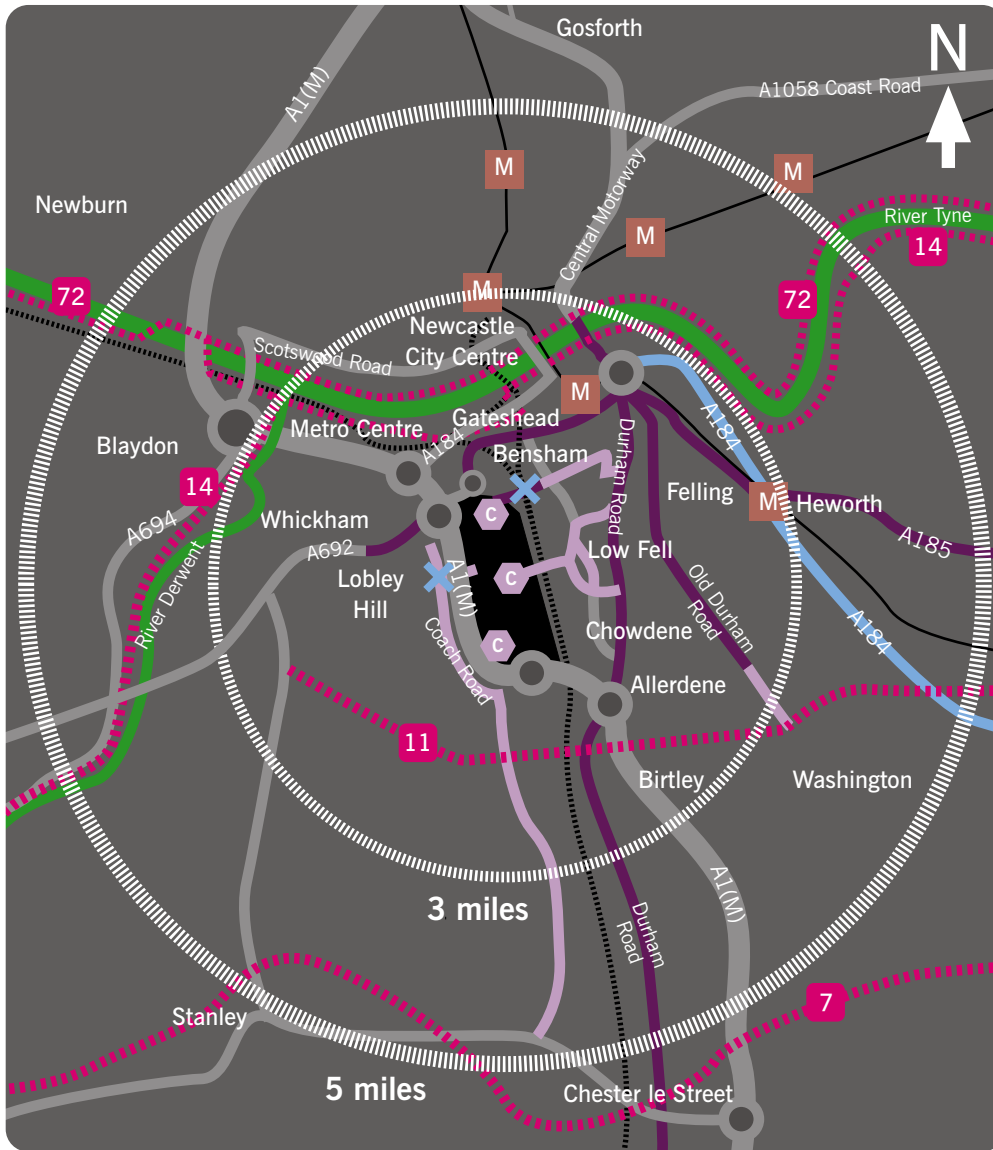 Gosforth
N
A1(M)
A1058 Coast Road
M
M
Newburn
Central Motorway
River Tyne
M
14
72
M
72
Newcastle
City Centre
Scotswood Road
M
Gateshead
Metro Centre
A184
A184
Blaydon
Bensham
Durham Road
14
Felling
M
Heworth
C
Whickham
A694
A692
A185
Low Fell
River Derwent
Lobley
Hill
A1(M)
C
Old Durham
Road
A184
Chowdene
C
Coach Road
Allerdene
11
Birtley
Washington
A1(M)
3 miles
Durham
Road
Stanley
7
5 miles
Chester le Street